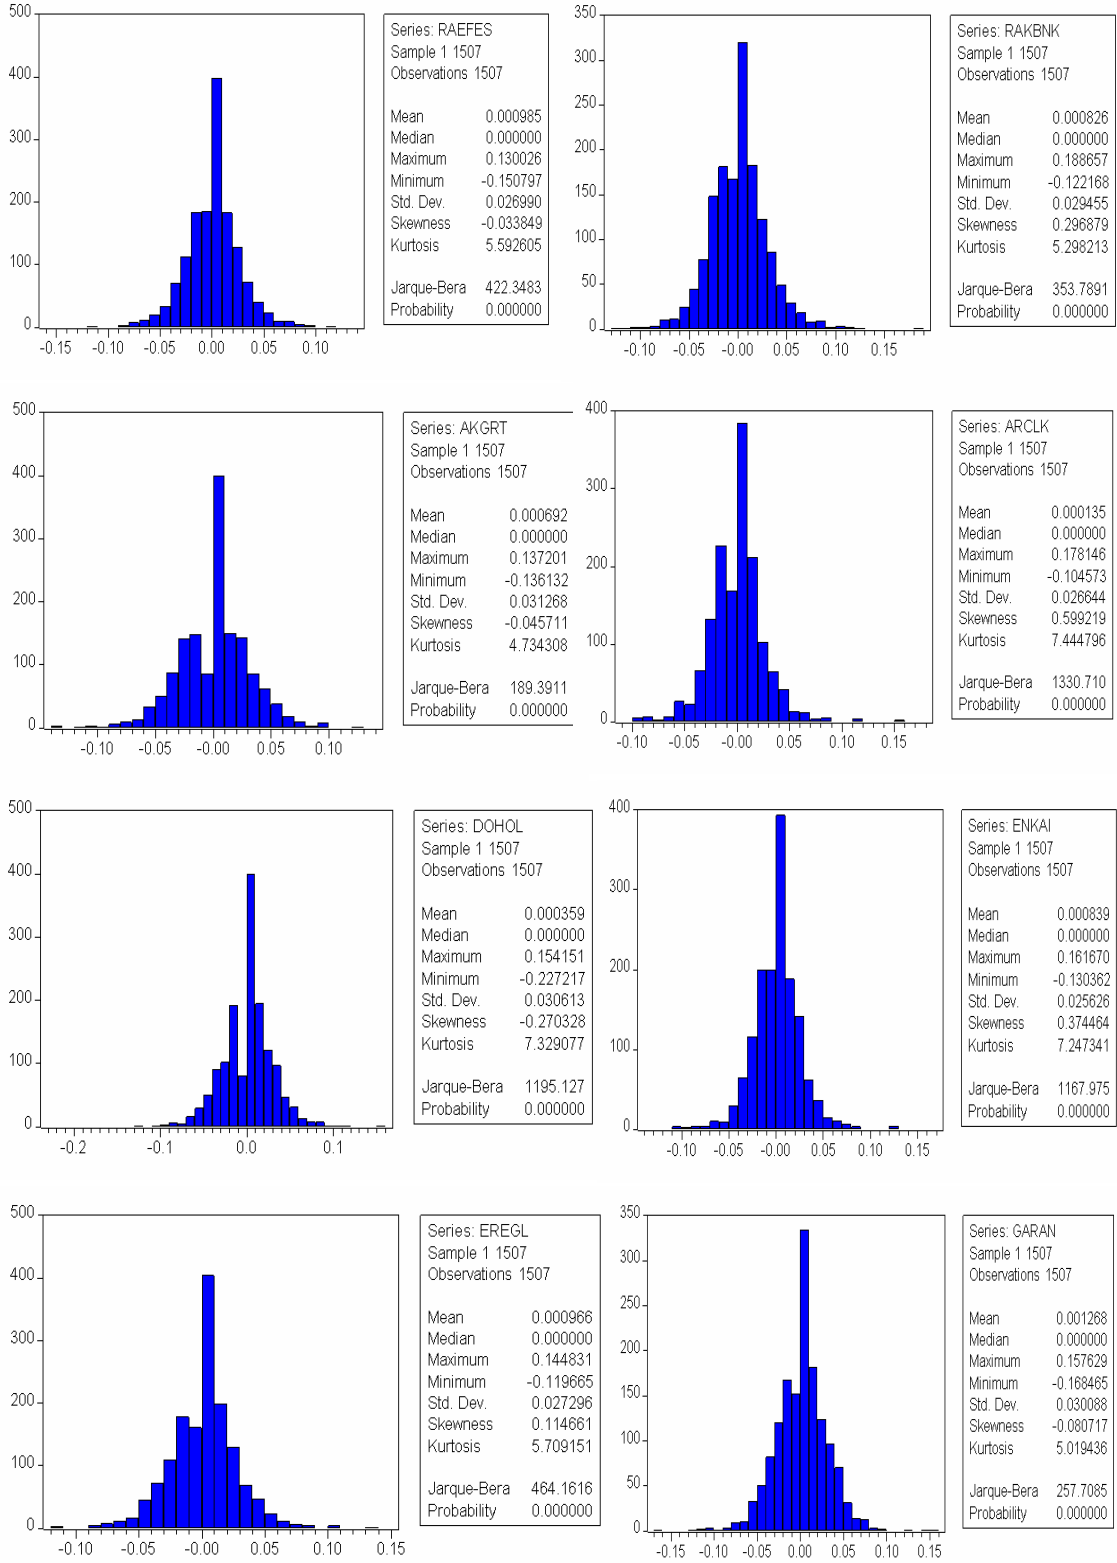 500
400
300
200
100
0
-0.15 -0.10 -0.05 0.00 0.05 0.10
Series: RAEFES
Sample 1 1507
Observations 1507
Mean 0.000985
Median 0.000000
Maximum 0.130026
Minimum -0.150797
Std. Dev. 0.026990
Skewness -0.033849
Kurtosis 5.592605
Jarque-Bera 422.3483
Probability 0.000000
350
300
250
200
150
100
50
0
-0.10 -0.05 -0.00 0.05 0.10 0.15
Series: RAKBNK
Sample 1 1507
Observations 1507
Mean 0.000826
Median 0.000000
Maximum 0.188657
Minimum -0.122168
Std. Dev. 0.029455
Skewness 0.296879
Kurtosis 5.298213
Jarque-Bera 353.7891
Probability 0.000000
500
400
300
200
100
0
-0.10 -0.05 -0.00 0.05 0.10
Series: AKGRT
Sample 1 1507
Observations 1507
Mean 0.000692
Median 0.000000
Maximum 0.137201
Minimum -0.136132
Std. Dev. 0.031268
Skewness -0.045711
Kurtosis 4.734308
Jarque-Bera 189.3911
Probability 0.000000
400
300
200
100
0
-0.10 -0.05 -0.00 0.05 0.10 0.15
Series: ARCLK
Sample 1 1507
Observations 1507
Mean 0.000135
Median 0.000000
Maximum 0.178146
Minimum -0.104573
Std. Dev. 0.026644
Skewness 0.599219
Kurtosis 7.444796
Jarque-Bera 1330.710
Probability 0.000000
500
400
300
200
100
0
-0.2 -0.1 0.0 0.1
Series: DOHOL
Sample 1 1507
Observations 1507
Mean 0.000359
Median 0.000000
Maximum 0.154151
Minimum -0.227217
Std. Dev. 0.030613
Skewness -0.270328
Kurtosis 7.329077
Jarque-Bera 1195.127
Probability 0.000000
400
300
200
100
0
-0.10 -0.05 -0.00 0.05 0.10 0.15
Series: ENKAI
Sample 1 1507
Observations 1507
Mean 0.000839
Median 0.000000
Maximum 0.161670
Minimum -0.130362
Std. Dev. 0.025626
Skewness 0.374464
Kurtosis 7.247341
Jarque-Bera 1167.975
Probability 0.000000
500
400
300
200
100
0
-0.10 -0.05 0.00 0.05 0.10 0.15
Series: EREGL
Sample 1 1507
Observations 1507
Mean 0.000966
Median 0.000000
Maximum 0.144831
Minimum -0.119665
Std. Dev. 0.027296
Skewness 0.114661
Kurtosis 5.709151
Jarque-Bera 464.1616
Probability 0.000000
350
300
250
200
150
100
50
0
-0.15 -0.10 -0.05 0.00 0.05 0.10 0.15
Series: GARAN
Sample 1 1507
Observations 1507
Mean 0.001268
Median 0.000000
Maximum 0.157629
Minimum -0.168465
Std. Dev. 0.030088
Skewness -0.080717
Kurtosis 5.019436
Jarque-Bera 257.7085
Probability 0.000000